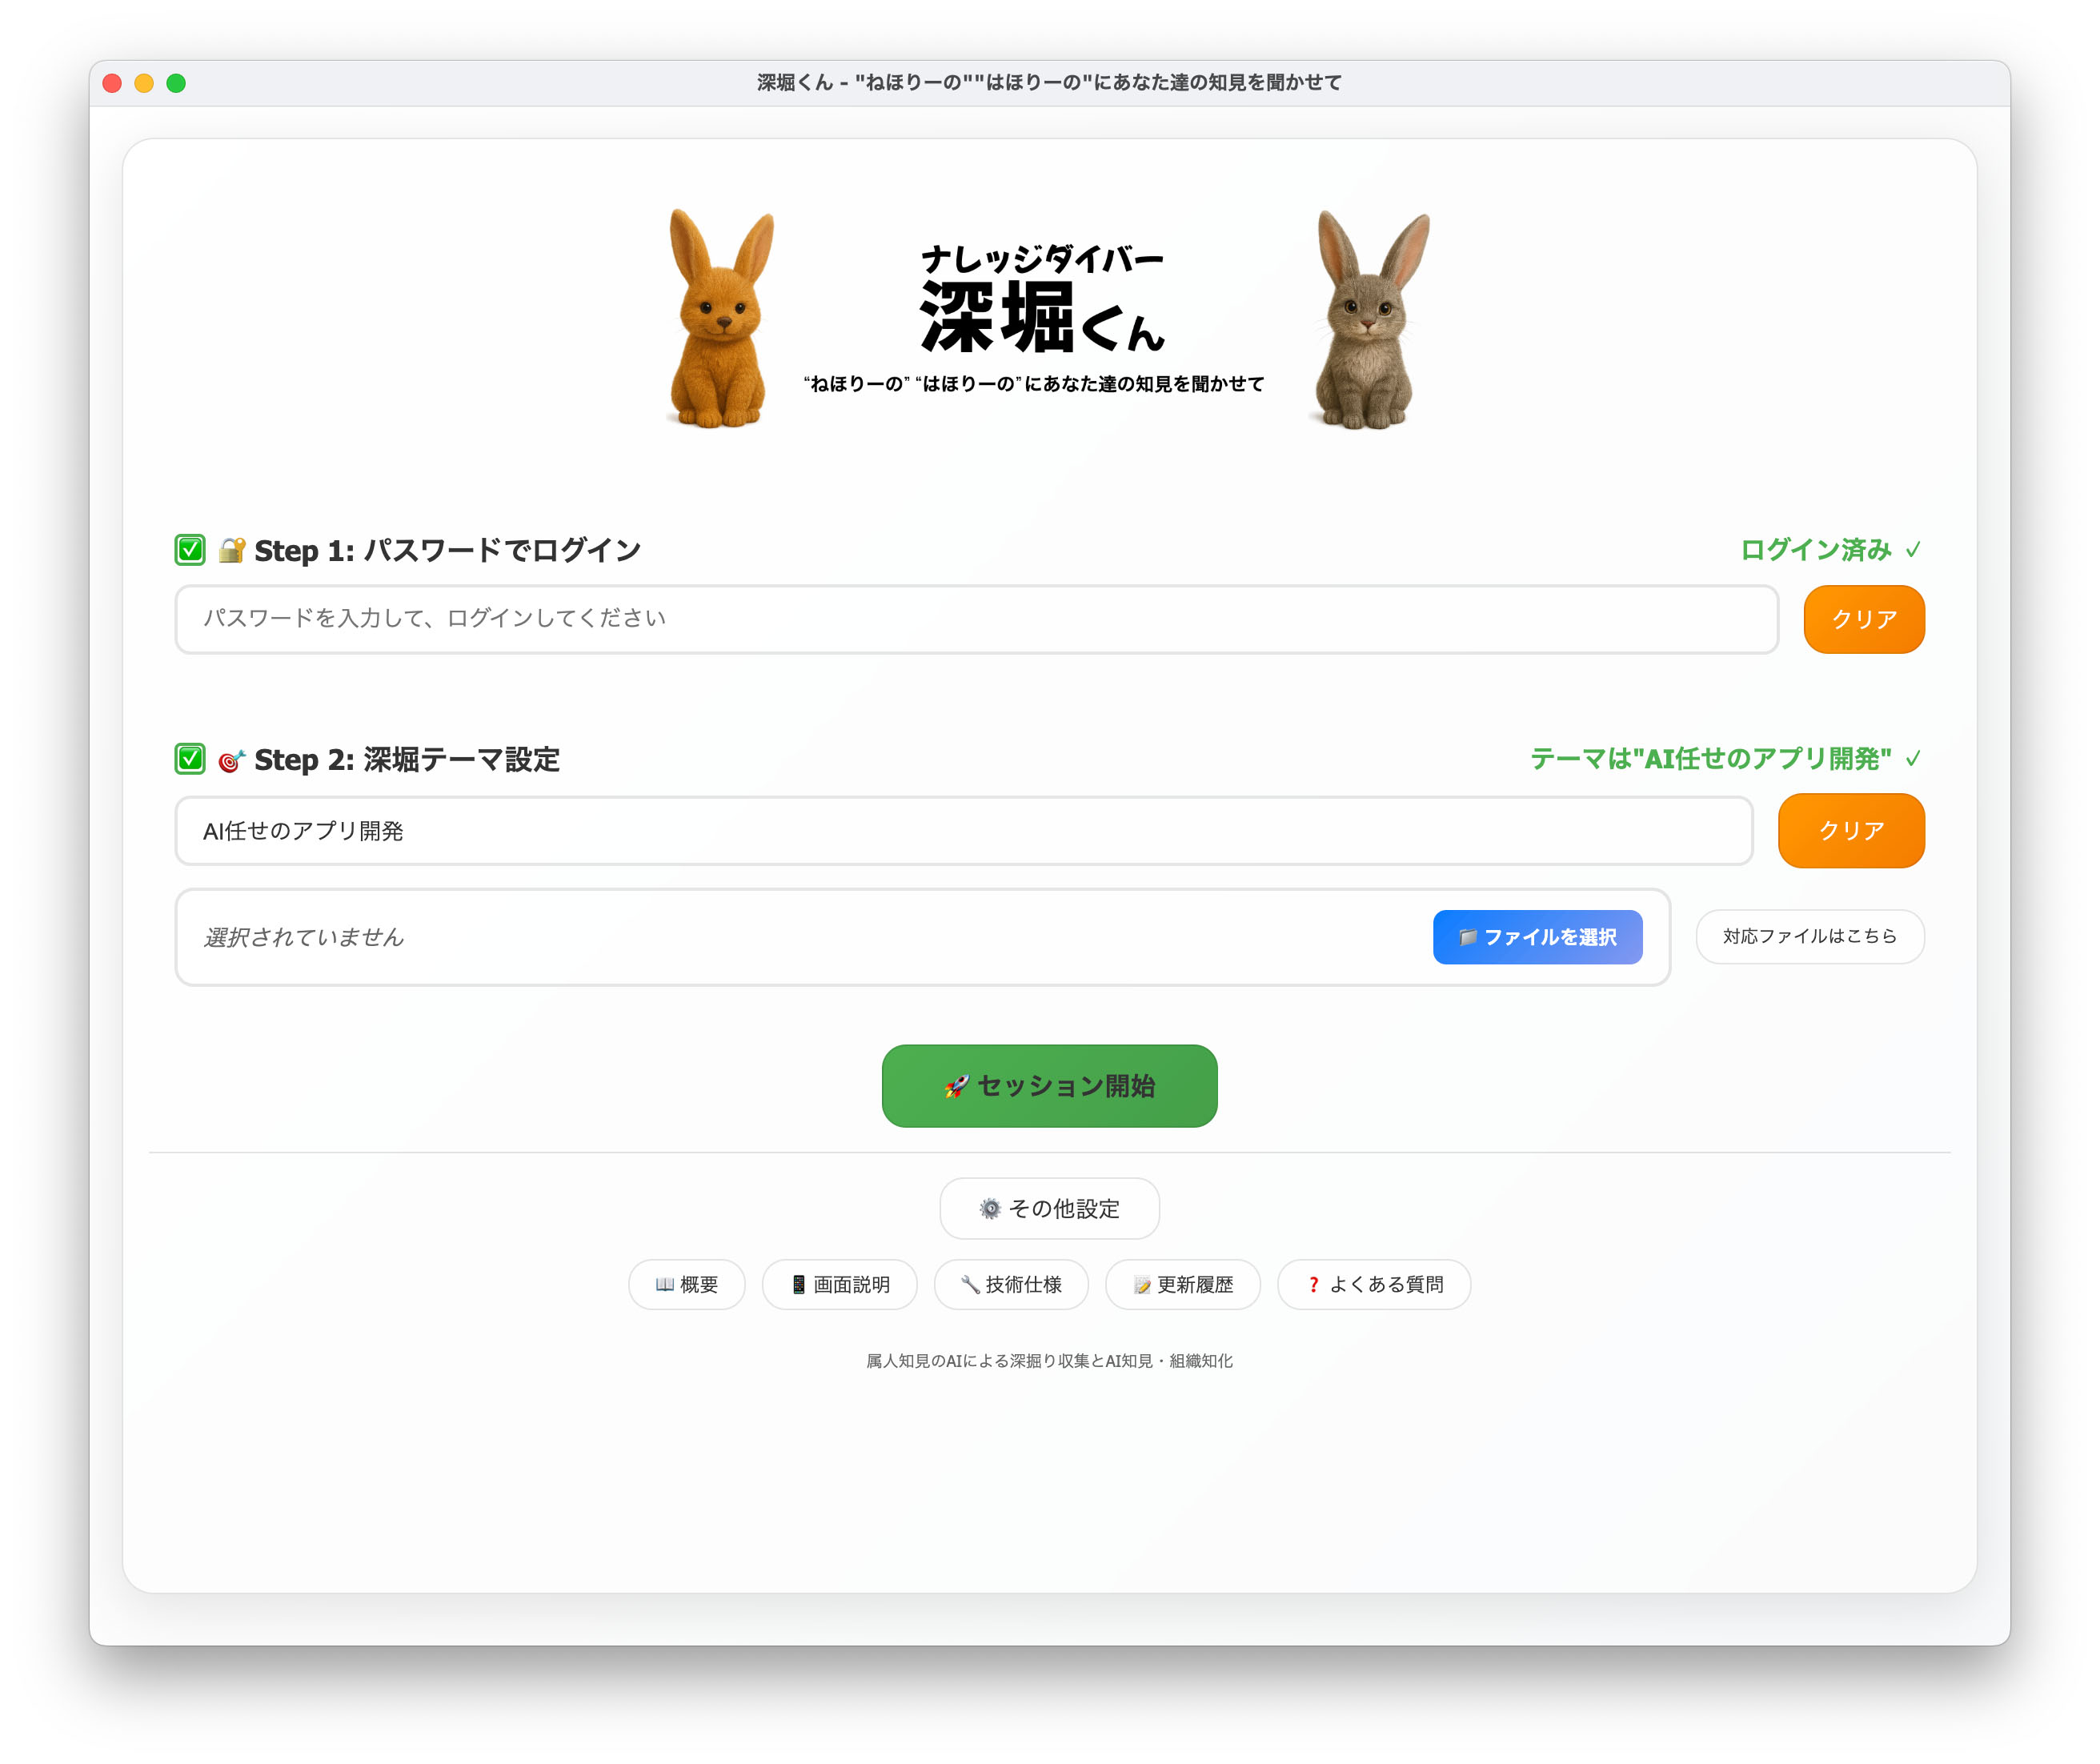 深堀くん - "ねほりーの""はほりーの"にあなた達の知見を聞かせて
ナレッジダイバー
深堀くん
“ねほりーの” “はほりーの”にあなた達の知見を聞かせて
Step 1: パスワードでログイン
ログイン済み ✓
パスワードを入力して、ログインしてください
クリア
Step 2: 深堀テーマ設定
テーマは"AI任せのアプリ開発" ✓
AI任せのアプリ開発
クリア
選択されていません
ファイルを選択
対応ファイルはこちら
セッション開始
その他設定
概要
画面説明
技術仕様
更新履歴
よくある質問
属人知見のAIによる深掘り収集とAI知見・組織知化